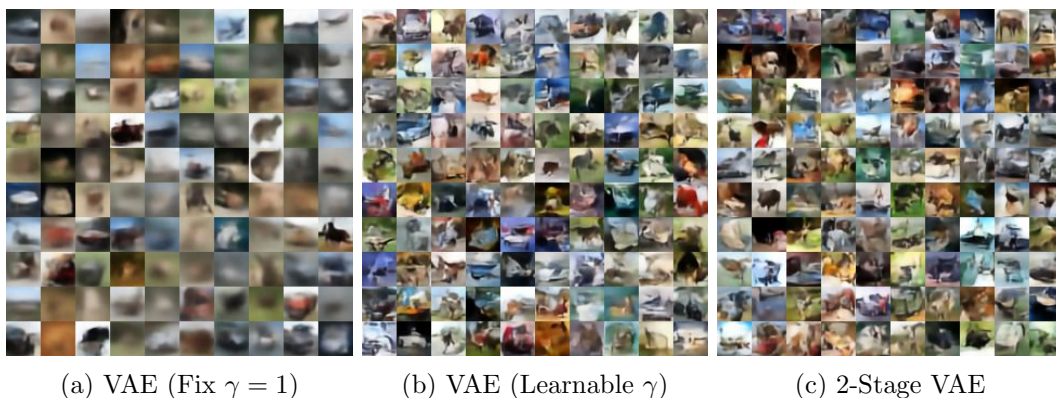 (a) VAE (Fix γ = 1)
(b) VAE (Learnable γ)
(c) 2-Stage VAE